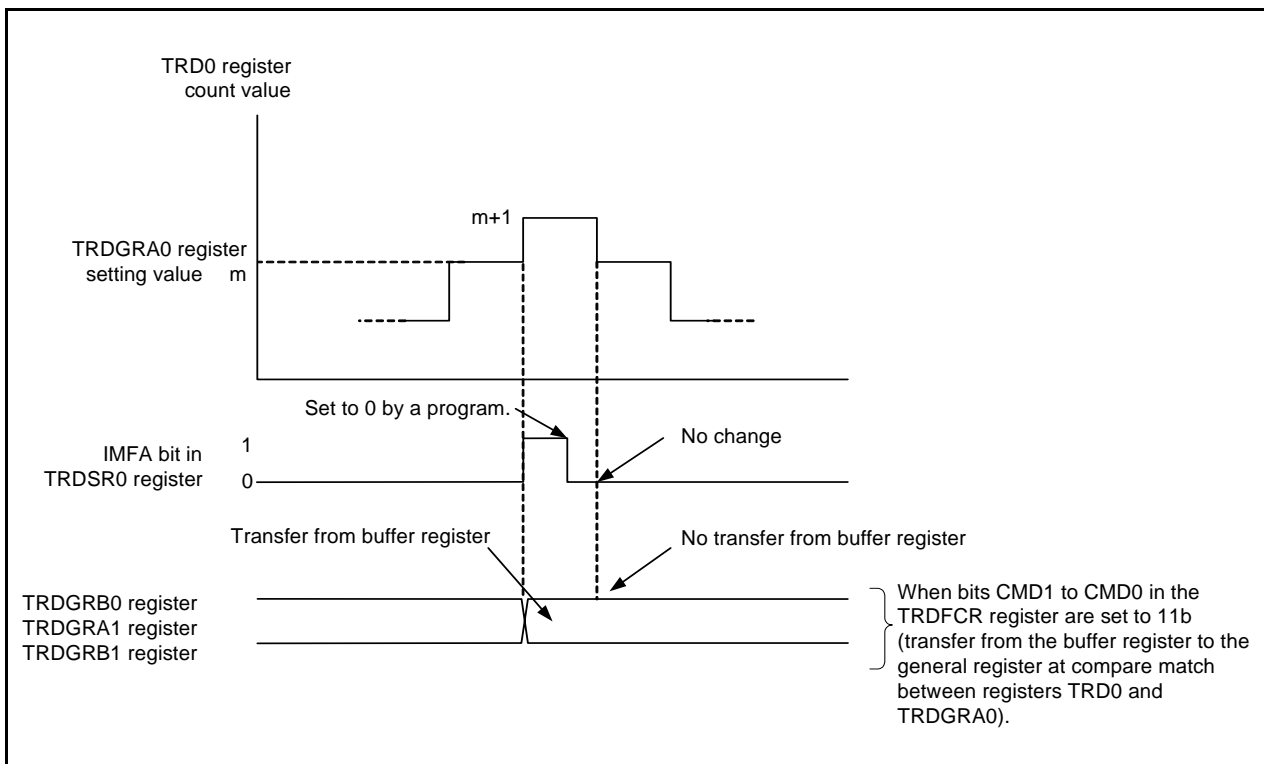 TRD0 register
count value
m+1
TRDGRA0 register
setting value m
Set to 0 by a program.
No change
IMFA bit in
TRDSR0 register
1
0
Transfer from buffer register
No transfer from buffer register
TRDGRB0 register
TRDGRA1 register
TRDGRB1 register
When bits CMD1 to CMD0 in the
TRDFCR register are set to 11b
(transfer from the buffer register to the
general register at compare match
between registers TRD0 and
TRDGRA0).